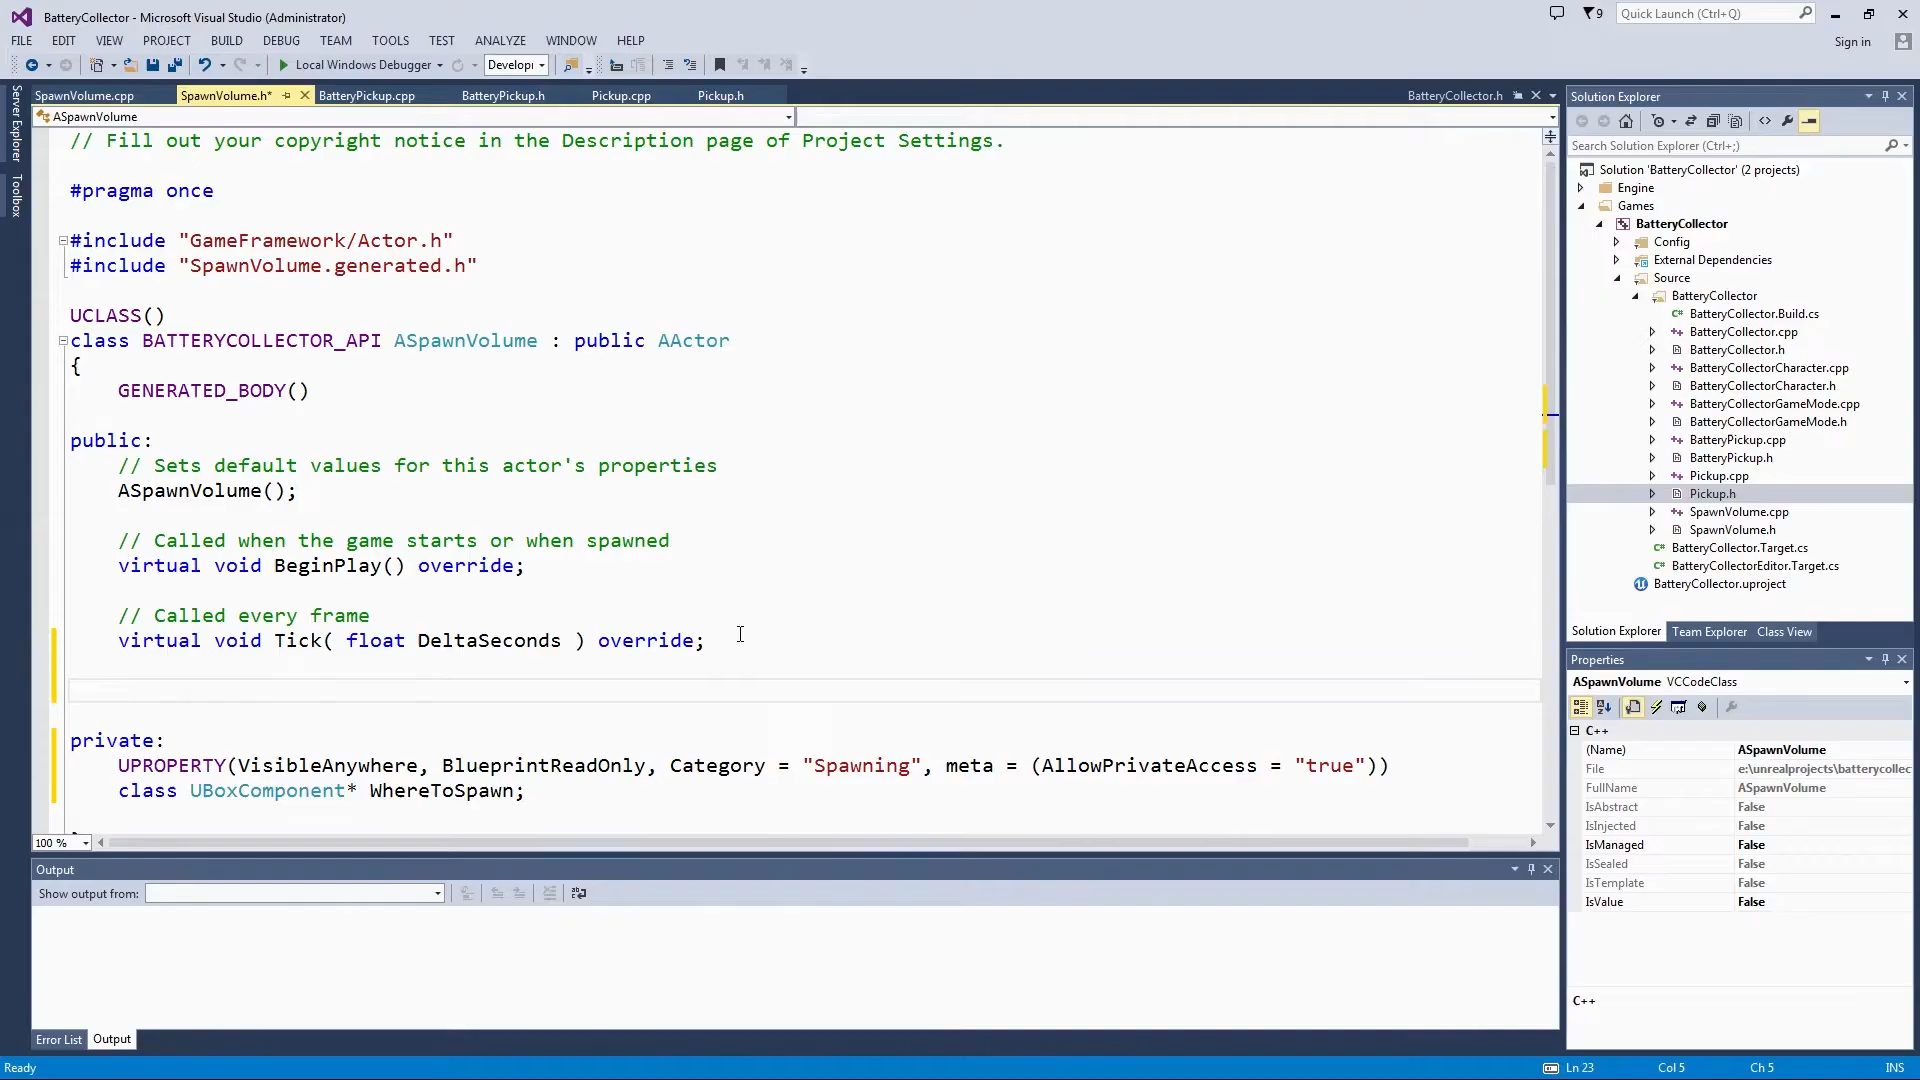 BatteryCollector - Microsoft Visual Studio (Administrator)
9
Quick Launch (Ctrl+Q)
FILE EDIT VIEW PROJECT BUILD DEBUG TEAM TOOLS TEST ANALYZE WINDOW HELP
Sign in
Local Windows Debugger
Develop
Server Explorer
Toolbox
SpawnVolume.cpp SpawnVolume.h* BatteryPickup.cpp BatteryPickup.h Pickup.cpp Pickup.h BatteryCollector.h
ASpawnVolume
// Fill out your copyright notice in the Description page of Project Settings.
#pragma once
#include "GameFramework/Actor.h"
#include "SpawnVolume.generated.h"
UCLASS()
class BATTERYCOLLECTOR_API ASpawnVolume : public AActor
{
GENERATED_BODY()
public:
// Sets default values for this actor's properties
ASpawnVolume();
// Called when the game starts or when spawned
virtual void BeginPlay() override;
// Called every frame
virtual void Tick( float DeltaSeconds ) override;
private:
UPROPERTY(VisibleAnywhere, BlueprintReadOnly, Category = "Spawning", meta = (AllowPrivateAccess = "true"))
class UBoxComponent* WhereToSpawn;
100 %
Output
Show output from:
Error List Output
Solution Explorer
Search Solution Explorer (Ctrl+;)
Solution 'BatteryCollector' (2 projects)
Engine
Games
BatteryCollector
Config
External Dependencies
Source
BatteryCollector
BatteryCollector.Build.cs
BatteryCollector.cpp
BatteryCollector.h
BatteryCollectorCharacter.cpp
BatteryCollectorCharacter.h
BatteryCollectorGameMode.cpp
BatteryCollectorGameMode.h
BatteryPickup.cpp
BatteryPickup.h
Pickup.cpp
Pickup.h
SpawnVolume.cpp
SpawnVolume.h
BatteryCollector.Target.cs
BatteryCollectorEditor.Target.cs
BatteryCollector.uproject
Solution Explorer Team Explorer Class View
Properties
ASpawnVolume VCCodeClass
C++
(Name) ASpawnVolume
File e:\unrealprojects\batterycollec
FullName ASpawnVolume
IsAbstract False
IsInjected False
IsManaged False
IsSealed False
IsTemplate False
IsValue False
C++
Ready
Ln 23 Col 5 Ch 5 INS